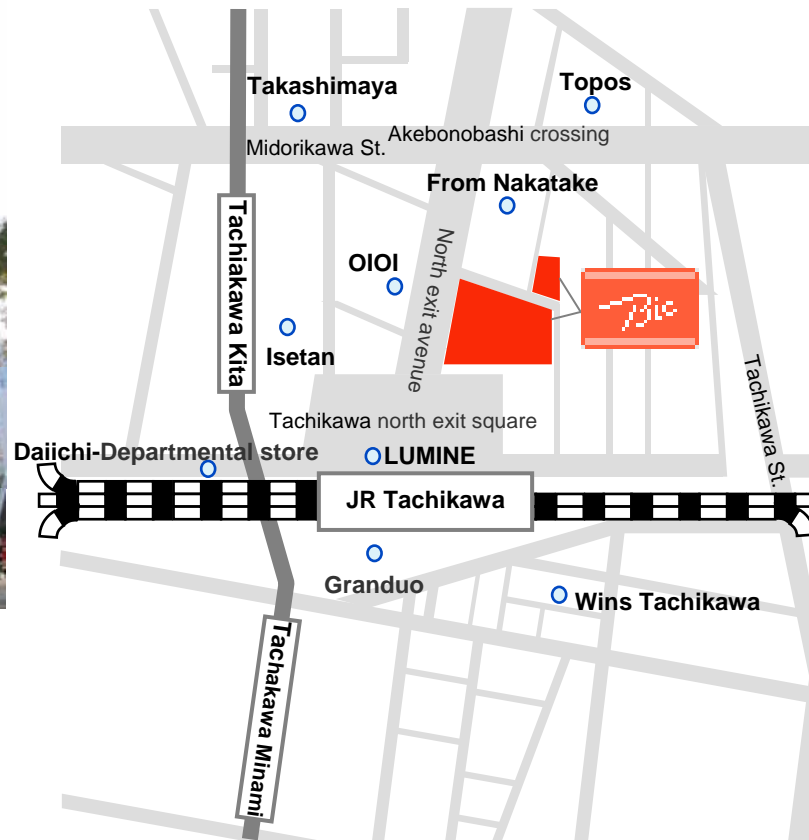 Takashimaya
Topos
Akebonobashi crossing
Midorikawa St.
From Nakatake
Tachiakawa Kita
OIOI
North exit avenue
Bic
Isetan
Tachikawa St.
Tachikawa north exit square
Daiichi-Departmental store
LUMINE
JR Tachikawa
Granduo
Wins Tachikawa
Tachakawa Minami